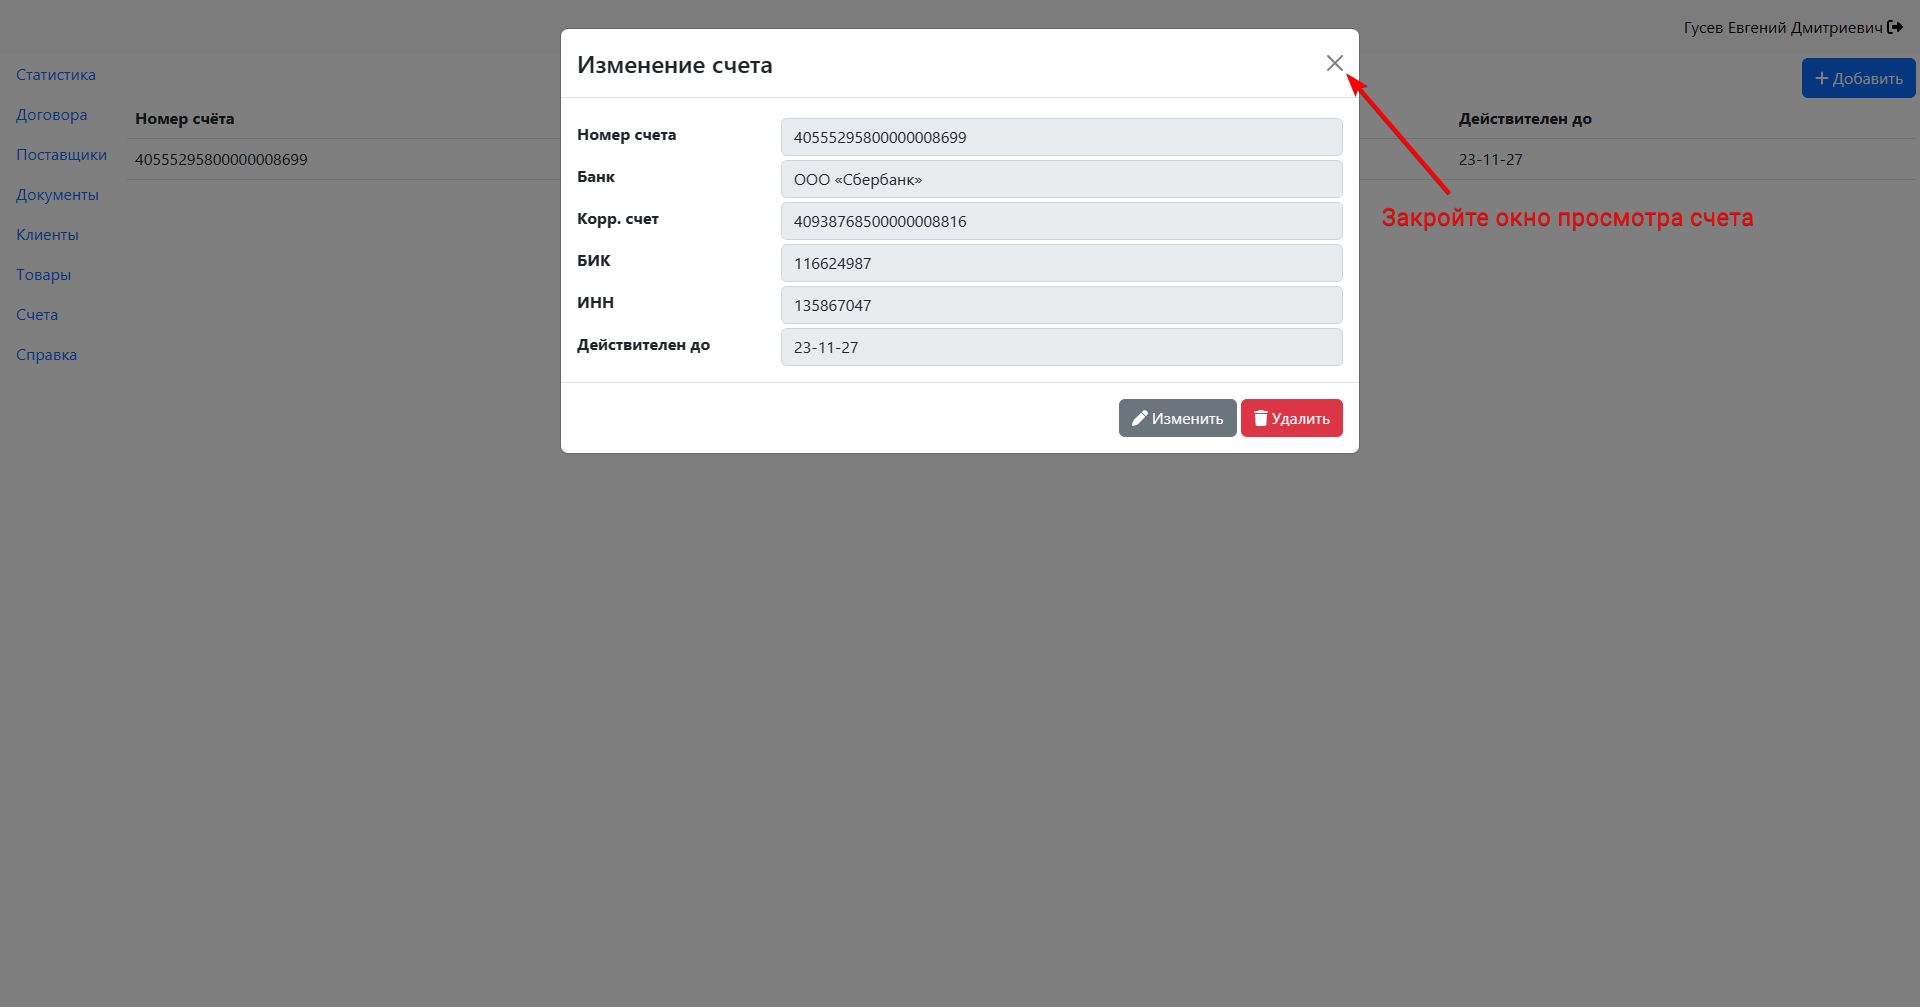 Гусев Евгений Дмитриевич
Статистика
Договора
Поставщики
Документы
Клиенты
Товары
Счета
Справка
Добавить
Номер счёта
Действителен до
40555295800000008699
23-11-27
Изменение счета
Номер счета
40555295800000008699
Банк
ООО «Сбербанк»
Корр. счет
40938768500000008816
БИК
116624987
ИНН
135867047
Действителен до
23-11-27
Изменить
Удалить
Закройте окно просмотра счета